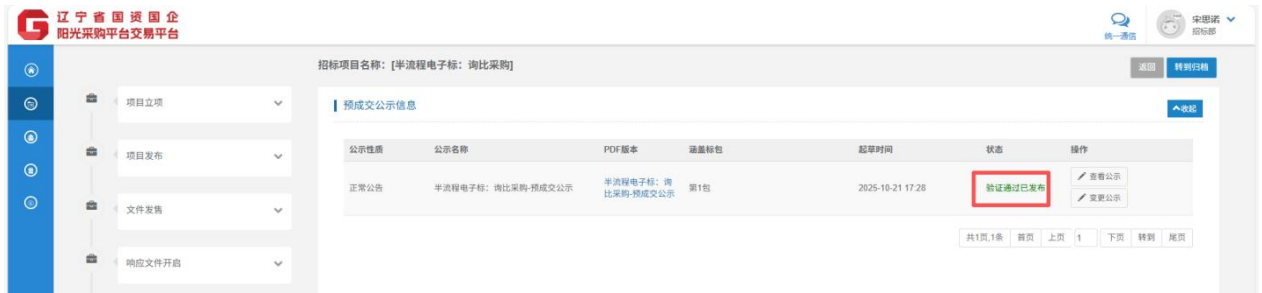 辽宁省国资国企
阳光采购平台交易平台
统一通信
宋思诺
招标部
招标项目名称：[半流程电子标：询比采购]
返回 转到归档
项目立项
项目发布
文件发售
响应文件开启
预成交公示信息
收起
公示性质 公示名称 PDF版本 涵盖标包 起草时间 状态 操作
正常公告 半流程电子标：询比采购-预成交公示 半流程电子标：询 第1包 2025-10-21 17:28 验证通过已发布 查看公示
比采购-预成交公示 变更公示
共1页,1条 首页 上页 1 下页 转到 尾页